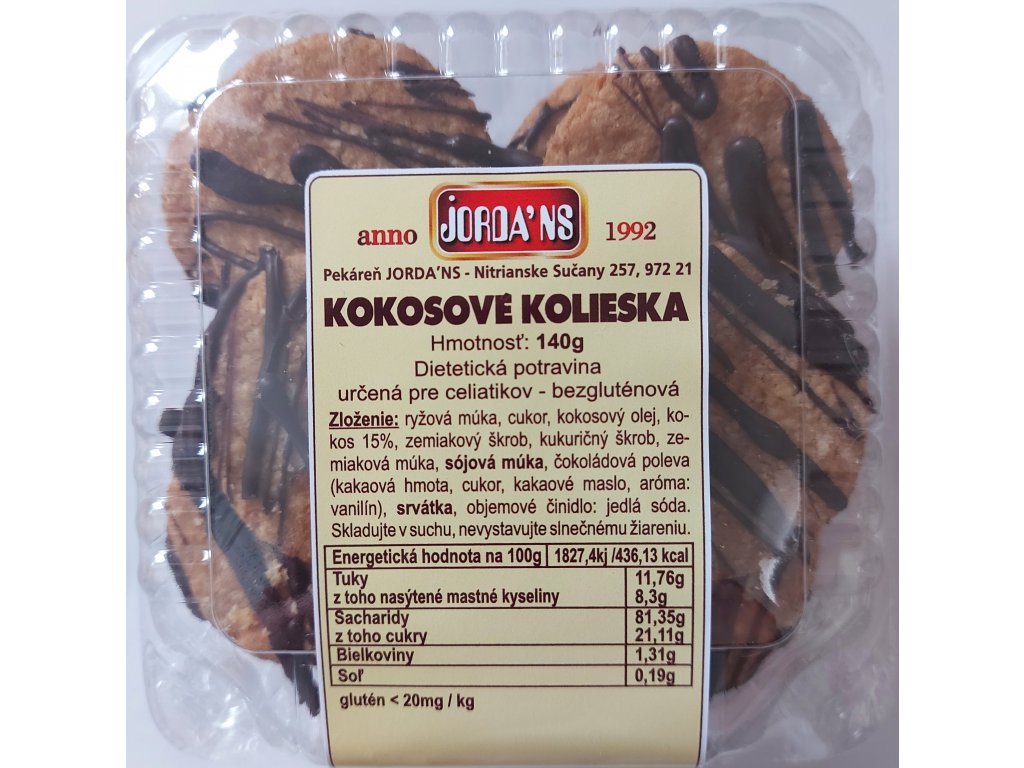 anno JORDA'NS 1992
Pekáreň JORDA'NS - Nitrianske Sučany 257, 972 21
KOKOSOVÉ KOLIESKA
Hmotnosť: 140g
Dietetická potravina
určená pre celiatikov - bezgluténová
Zloženie: ryžová múka, cukor, kokosový olej, ko-
kos 15%, zemiakový škrob, kukuričný škrob, ze-
miaková múka, sójová múka, čokoládová poleva
(kakaová hmota, cukor, kakaové maslo, aróma:
vanilín), srvátka, objemové činidlo: jedlá sóda.
Skladujte v suchu, nevystavujte slnečnému žiareniu.
Energetická hodnota na 100g 1827,4kj /436,13 kcal
Tuky 11,76g
z toho nasýtené mastné kyseliny 8,3g
Sacharidy 81,35g
z toho cukry 21,11g
Bielkoviny 1,31g
Soľ 0,19g
glutén < 20mg / kg